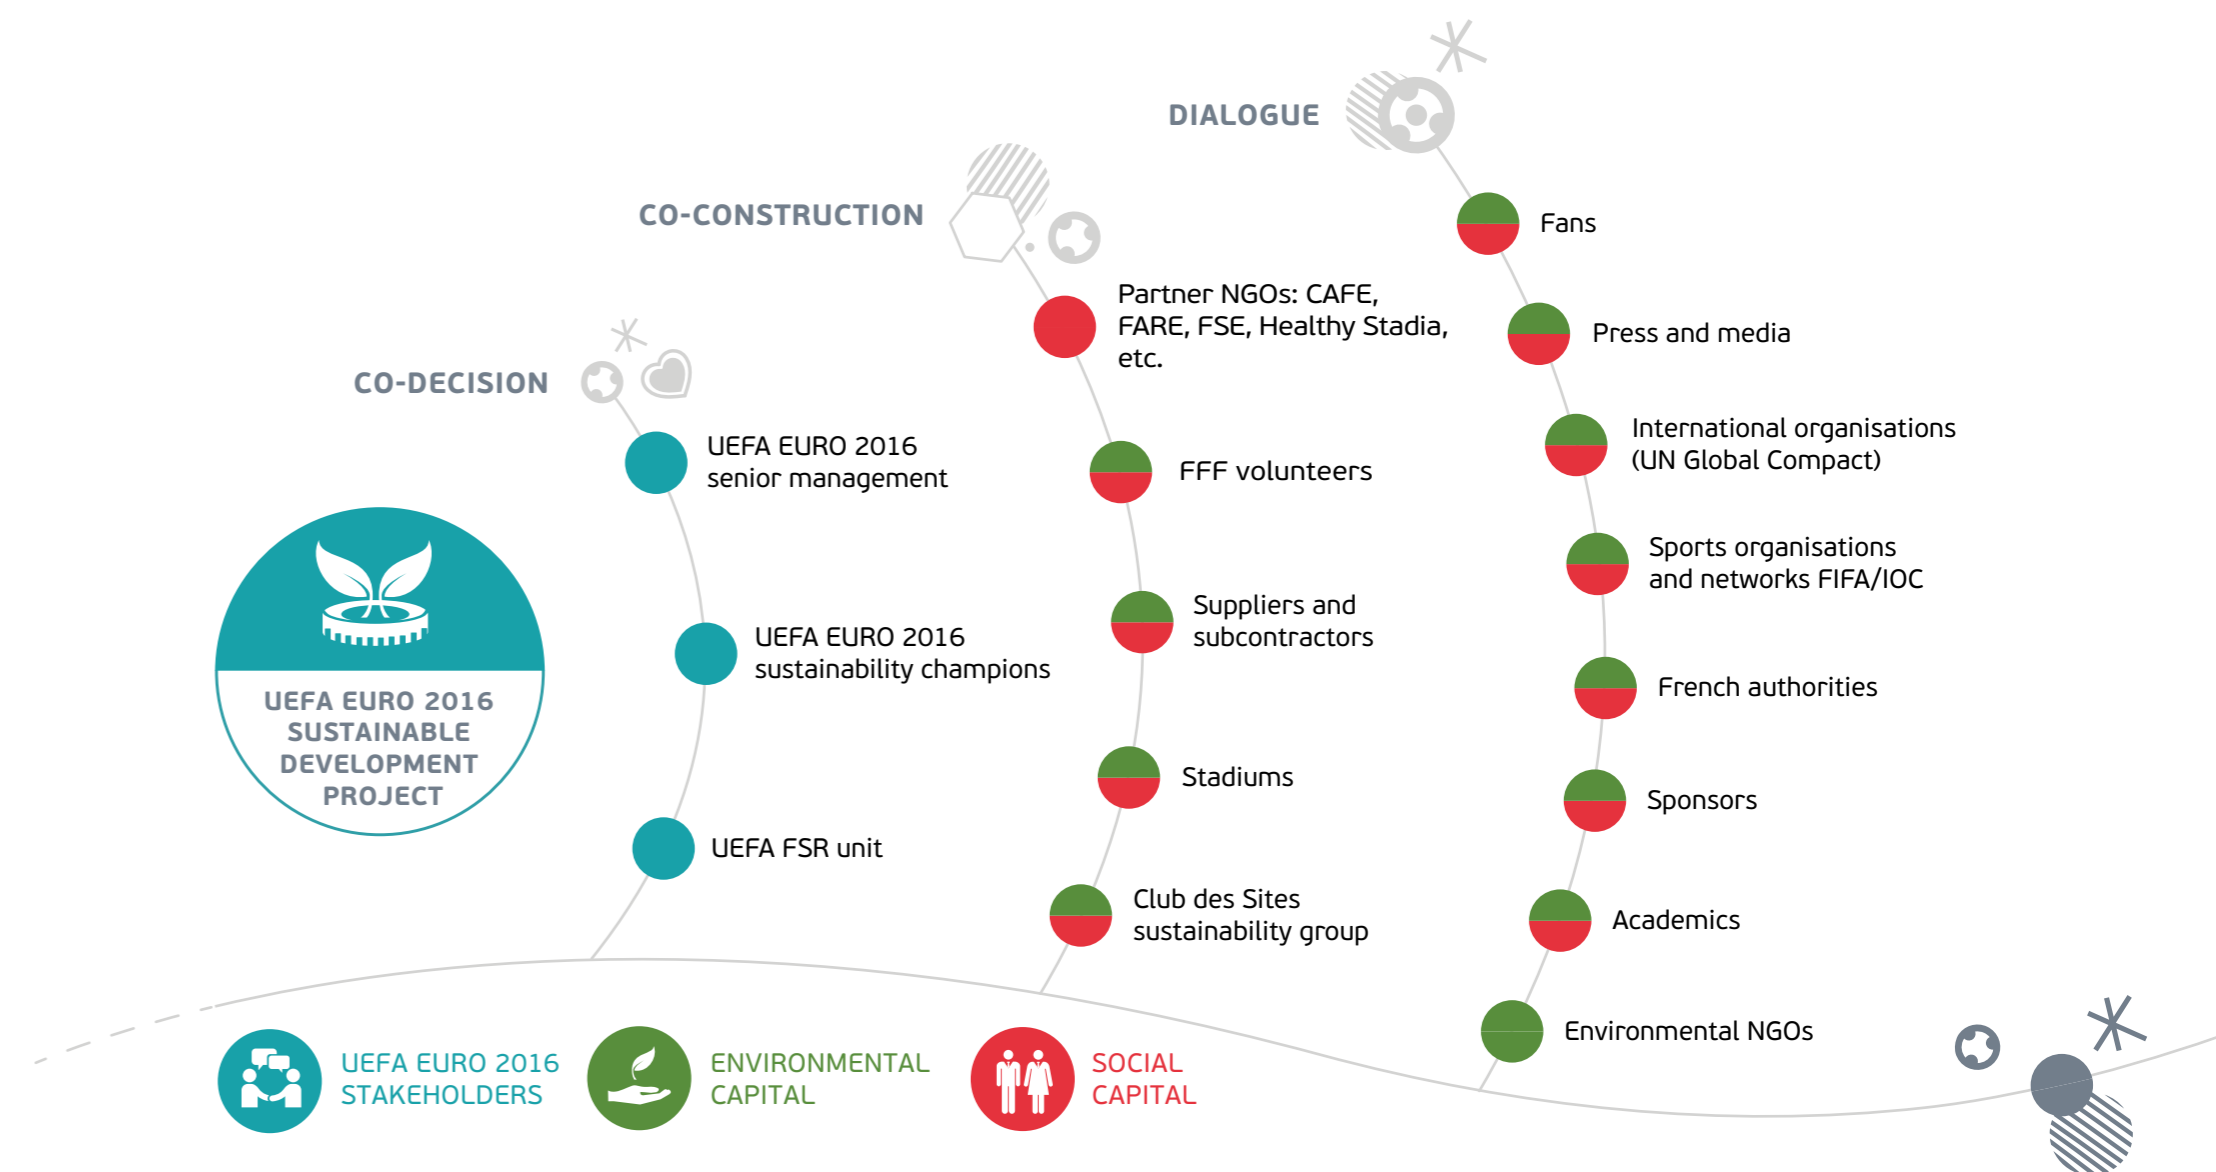 DIALOGUE
Fans
Press and media
International organisations
(UN Global Compact)
Sports organisations
and networks FIFA/IOC
French authorities
Sponsors
Academics
Environmental NGOs
CO-CONSTRUCTION
Partner NGOs: CAFE,
FARE, FSE, Healthy Stadia,
etc.
FFF volunteers
Suppliers and
subcontractors
Stadiums
Club des Sites
sustainability group
CO-DECISION
UEFA EURO 2016
senior management
UEFA EURO 2016
sustainability champions
UEFA FSR unit
UEFA EURO 2016
SUSTAINABLE
DEVELOPMENT
PROJECT
UEFA EURO 2016
STAKEHOLDERS
ENVIRONMENTAL
CAPITAL
SOCIAL
CAPITAL